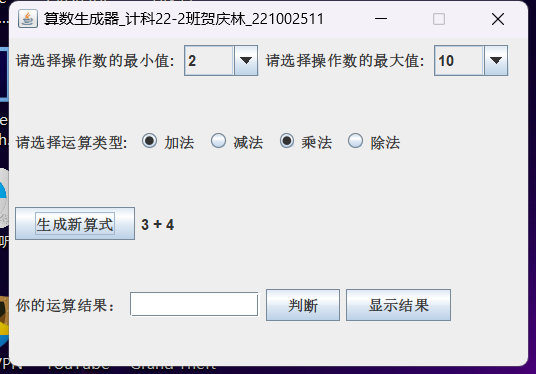 算数生成器_计科22-2班贺庆林_221002511
请选择操作数的最小值: 2 请选择操作数的最大值: 10
请选择运算类型: 加法 减法 乘法 除法
生成新算式 3 + 4
你的运算结果: 判断 显示结果